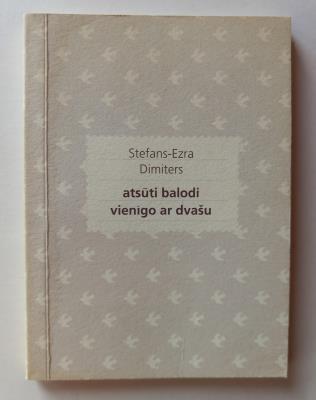 Stefans-Ezra
Dimiters
atsūti balodi
vienīgo ar dvašu